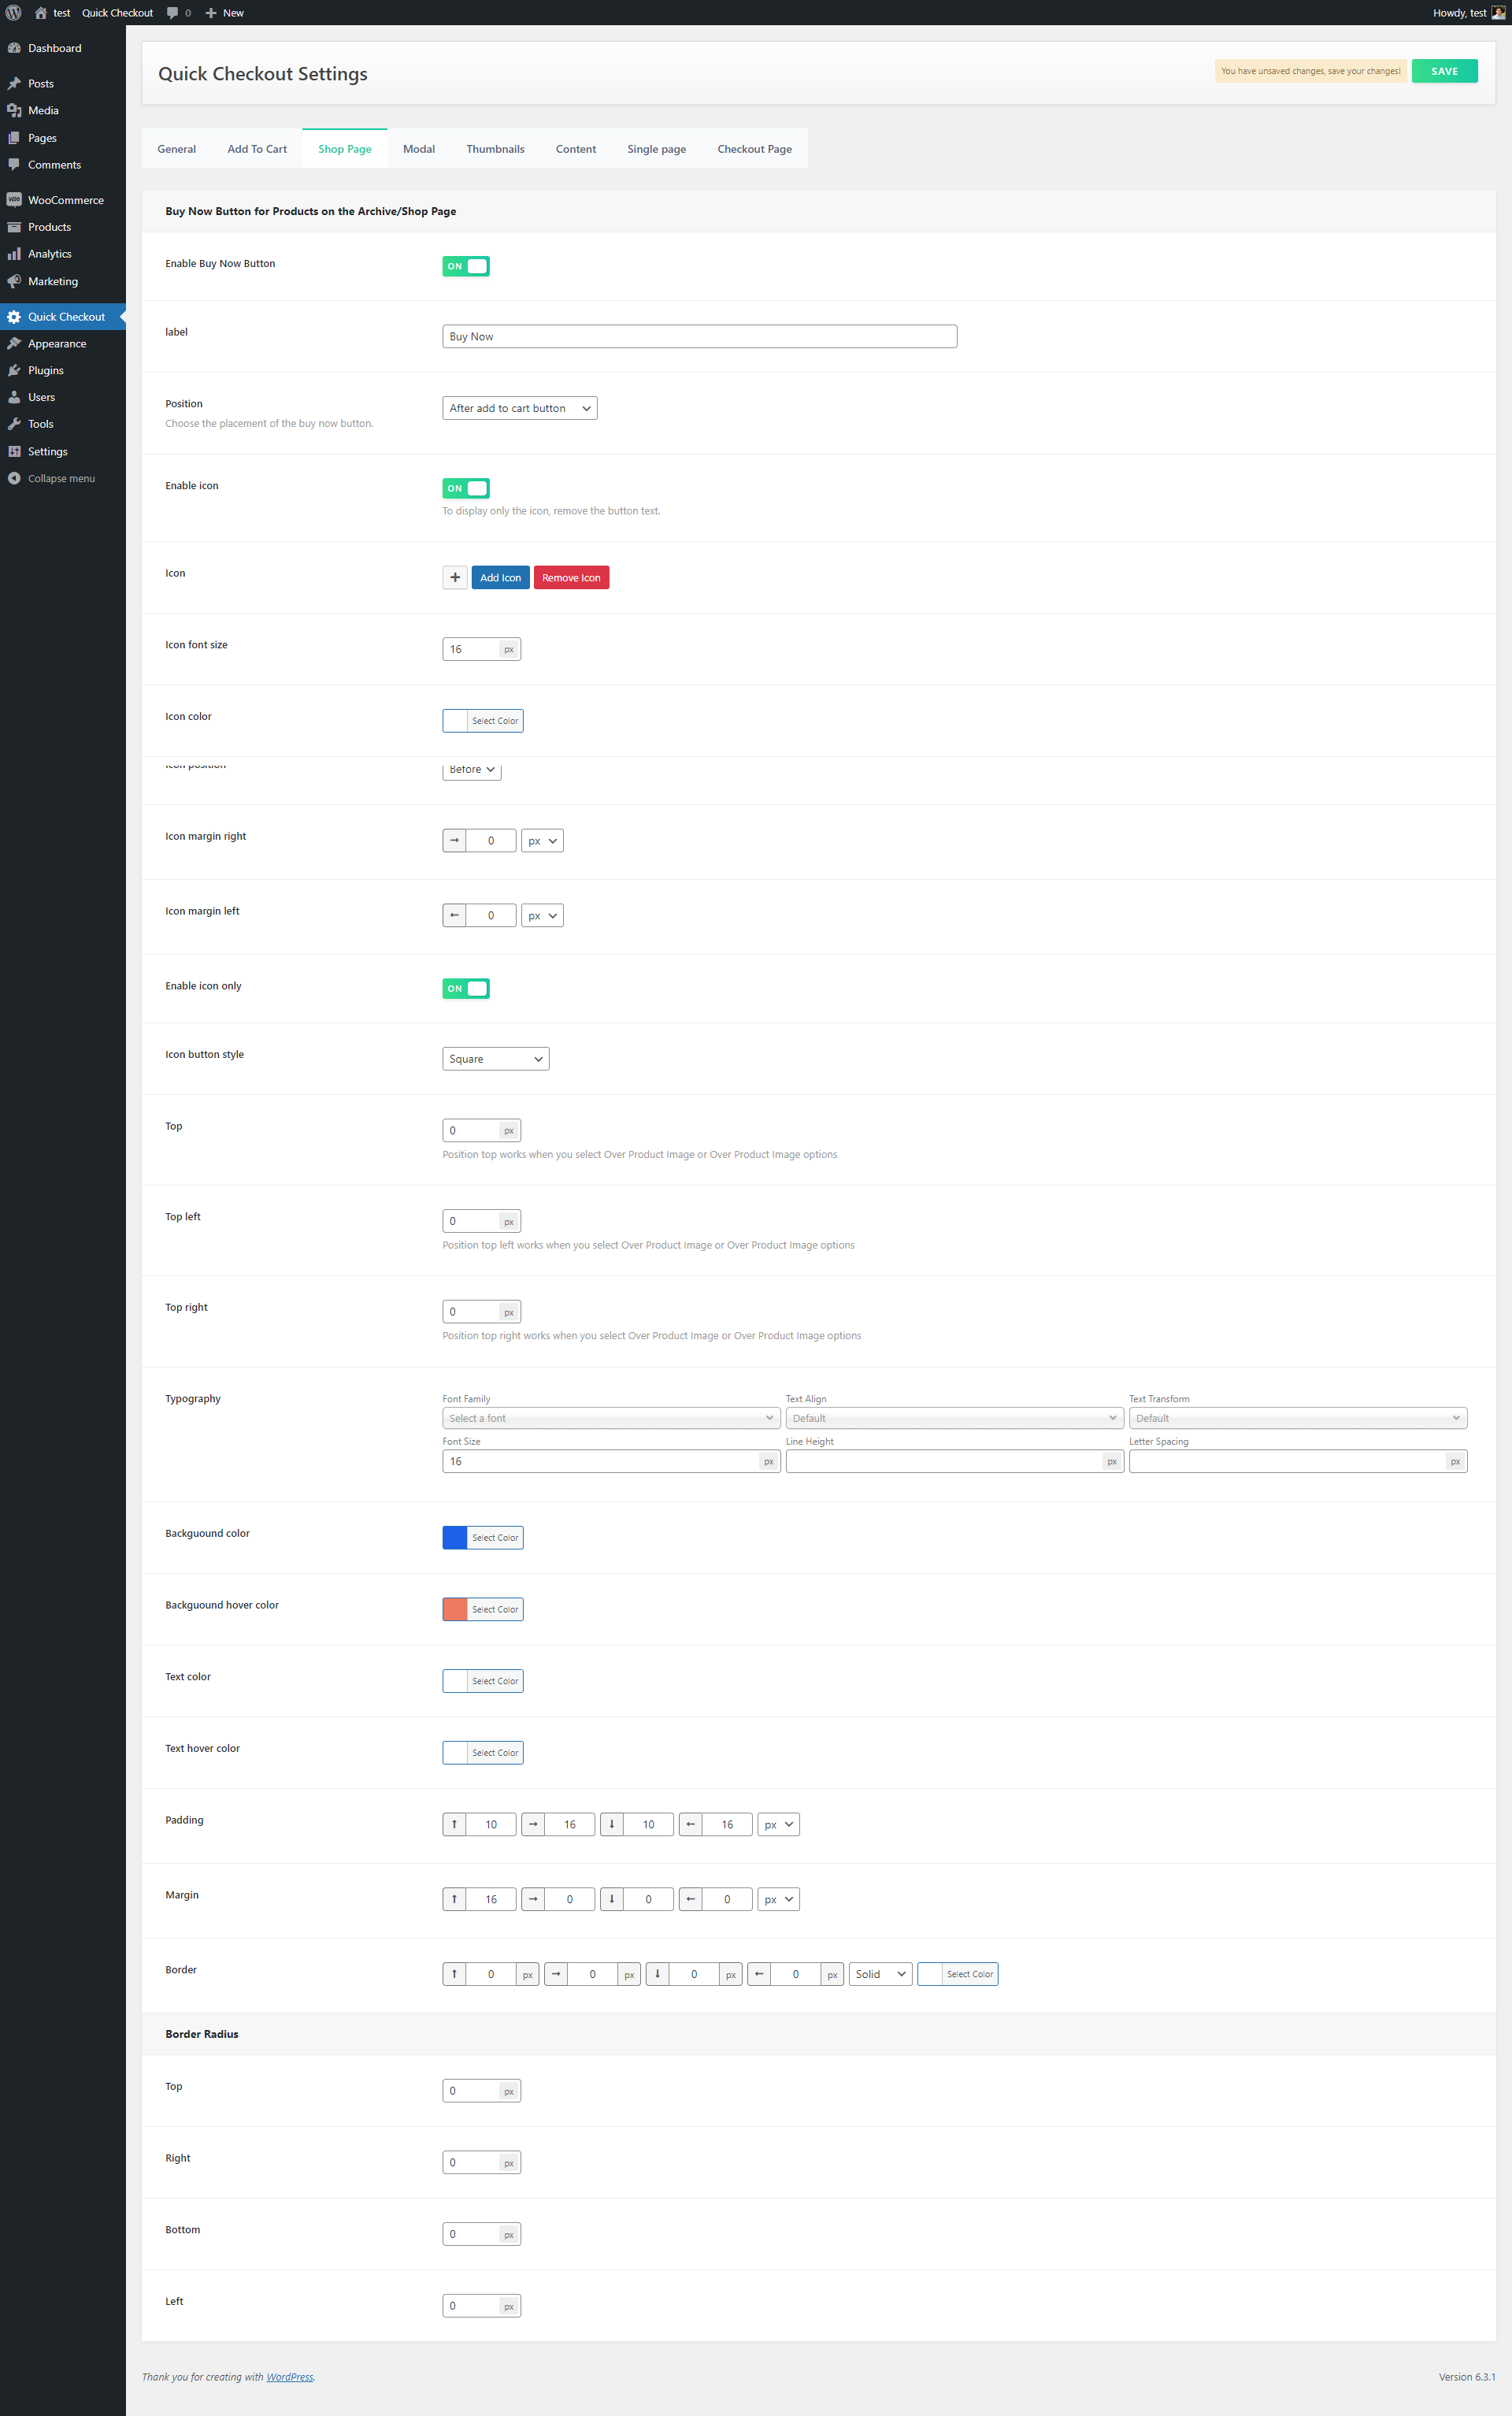 test Quick Checkout 0 New Howdy, test
Dashboard
Posts
Media
Pages
Comments
WooCommerce
Products
Analytics
Marketing
Quick Checkout
Appearance
Plugins
Users
Tools
Settings
Collapse menu
Quick Checkout Settings
You have unsaved changes, save your changes! SAVE
General Add To Cart Shop Page Modal Thumbnails Content Single page Checkout Page
Buy Now Button for Products on the Archive/Shop Page
Enable Buy Now Button ON
label Buy Now
Position After add to cart button
Choose the placement of the buy now button.
Enable icon ON
To display only the icon, remove the button text.
Icon Add Icon Remove Icon
Icon font size 16 px
Icon color Select Color
Icon position Before
Icon margin right 0 px
Icon margin left 0 px
Enable icon only ON
Icon button style Square
Top 0 px
Position top works when you select Over Product Image or Over Product Image options
Top left 0 px
Position top left works when you select Over Product Image or Over Product Image options
Top right 0 px
Position top right works when you select Over Product Image or Over Product Image options
Typography Font Family Text Align Text Transform
Select a font Default Default
Font Size Line Height Letter Spacing
16 px px px
Backguound color Select Color
Backguound hover color Select Color
Text color Select Color
Text hover color Select Color
Padding 10 16 10 16 px
Margin 16 0 0 0 px
Border 0 px 0 px 0 px 0 px Solid Select Color
Border Radius
Top 0 px
Right 0 px
Bottom 0 px
Left 0 px
Thank you for creating with WordPress. Version 6.3.1